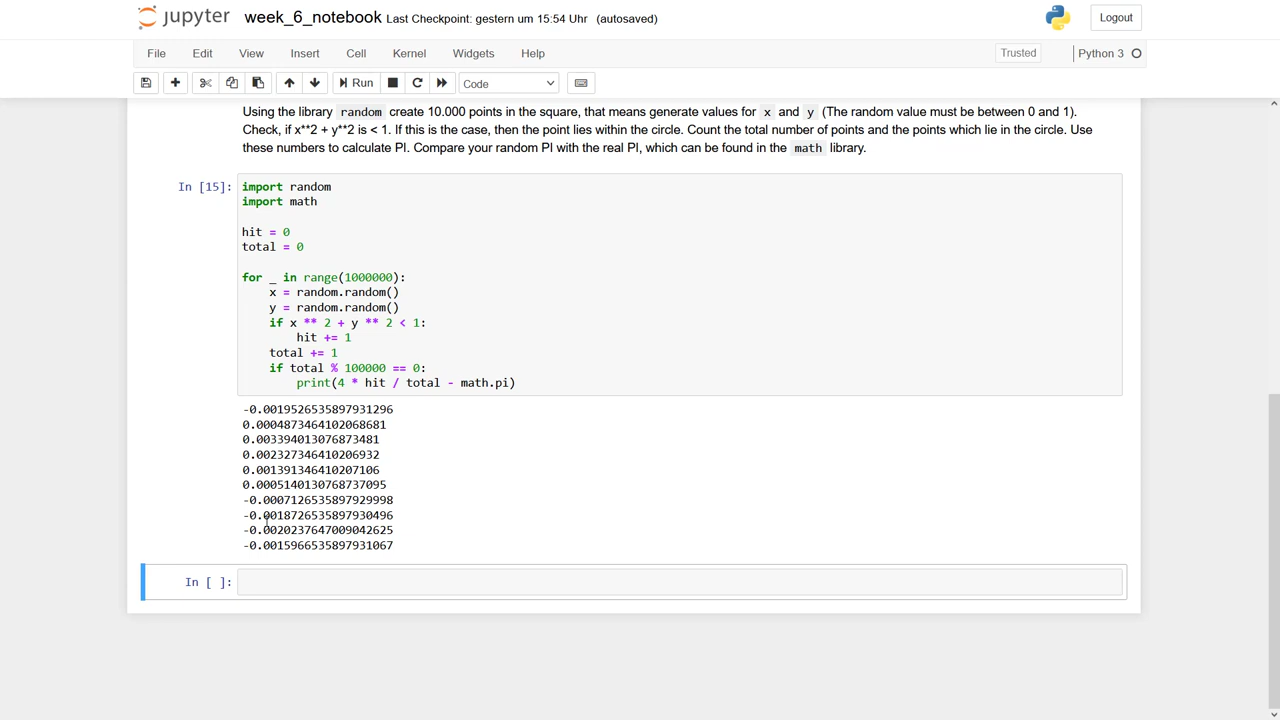 jupyter week_6_notebook Last Checkpoint: gestern um 15:54 Uhr (autosaved) Logout
File Edit View Insert Cell Kernel Widgets Help Trusted Python 3
Run Code
Using the library random create 10.000 points in the square, that means generate values for x and y (The random value must be between 0 and 1).
Check, if x**2 + y**2 is < 1. If this is the case, then the point lies within the circle. Count the total number of points and the points which lie in the circle. Use
these numbers to calculate PI. Compare your random PI with the real PI, which can be found in the math library.
In [15]: import random
import math
hit = 0
total = 0
for _ in range(1000000):
    x = random.random()
    y = random.random()
    if x ** 2 + y ** 2 < 1:
        hit += 1
    total += 1
    if total % 100000 == 0:
        print(4 * hit / total - math.pi)
-0.0019526535897931296
0.0004873464102068681
0.003394013076873481
0.002327346410206932
0.001391346410207106
0.0005140130768737095
-0.0007126535897929998
-0.0018726535897930496
-0.0020237647009042625
-0.0015966535897931067
In [ ]: